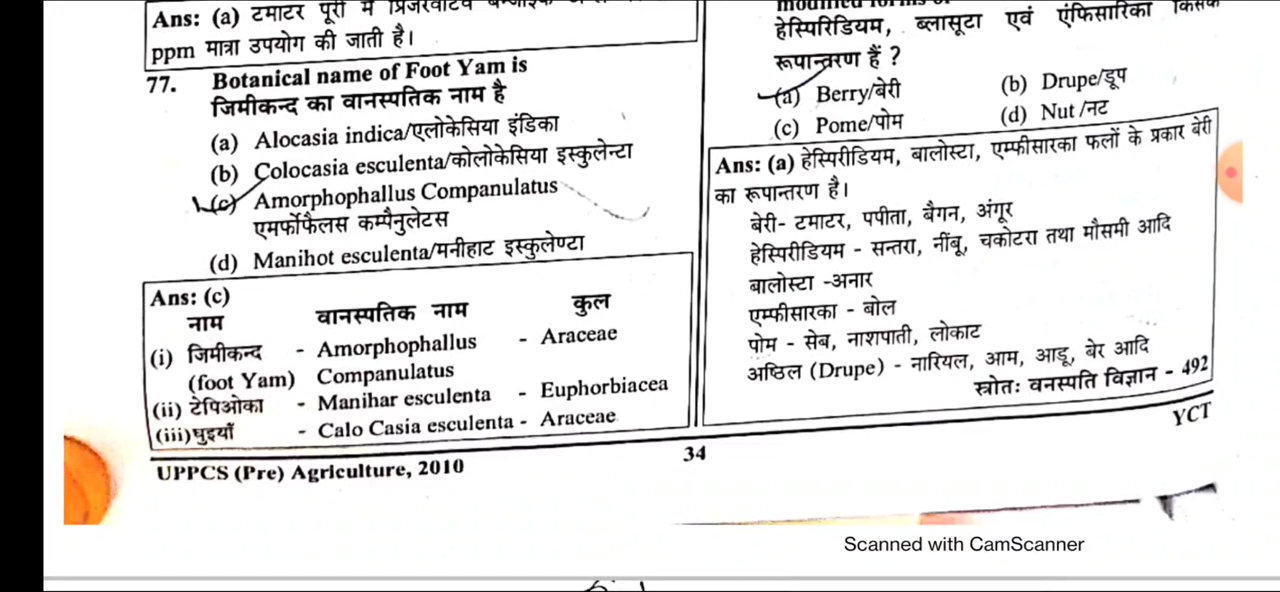 Ans: (a) टमाटर पूरी में प्रिजरवेटिव
ppm मात्रा उपयोग की जाती है।
77. Botanical name of Foot Yam is
जिमीकन्द का वानस्पतिक नाम है
(a) Alocasia indica/एलोकेसिया इंडिका
(b) Colocasia esculenta/कोलोकेसिया इस्कुलेन्टा
(c) Amorphophallus Companulatus
एमर्फोफैलस कम्पैनुलेटस
(d) Manihot esculenta/मनीहाट इस्कुलेण्टा
Ans: (c)
नाम वानस्पतिक नाम कुल
(i) जिमीकन्द - Amorphophallus - Araceae
(foot Yam) Companulatus
(ii) टेपिओका - Manihar esculenta - Euphorbiacea
(iii) घुइयाँ - Calo Casia esculenta - Araceae
modified forms of
हेस्पिरिडियम, ब्लासूटा एवं एंफिसारिका किसके
रूपान्तरण हैं ?
(a) Berry/बेरी (b) Drupe/ड्रूप
(c) Pome/पोम (d) Nut/नट
Ans: (a) हेस्पिरीडियम, बालोस्टा, एम्फीसारका फलों के प्रकार बेरी
का रूपान्तरण है।
बेरी- टमाटर, पपीता, बैगन, अंगूर
हेस्पिरीडियम - सन्तरा, नींबू, चकोटरा तथा मौसमी आदि
बालोस्टा -अनार
एम्फीसारका - बोल
पोम - सेब, नाशपाती, लोकाट
अष्ठिल (Drupe) - नारियल, आम, आडू, बेर आदि
स्त्रोतः वनस्पति विज्ञान - 492
UPPCS (Pre) Agriculture, 2010 34 YCT
Scanned with CamScanner